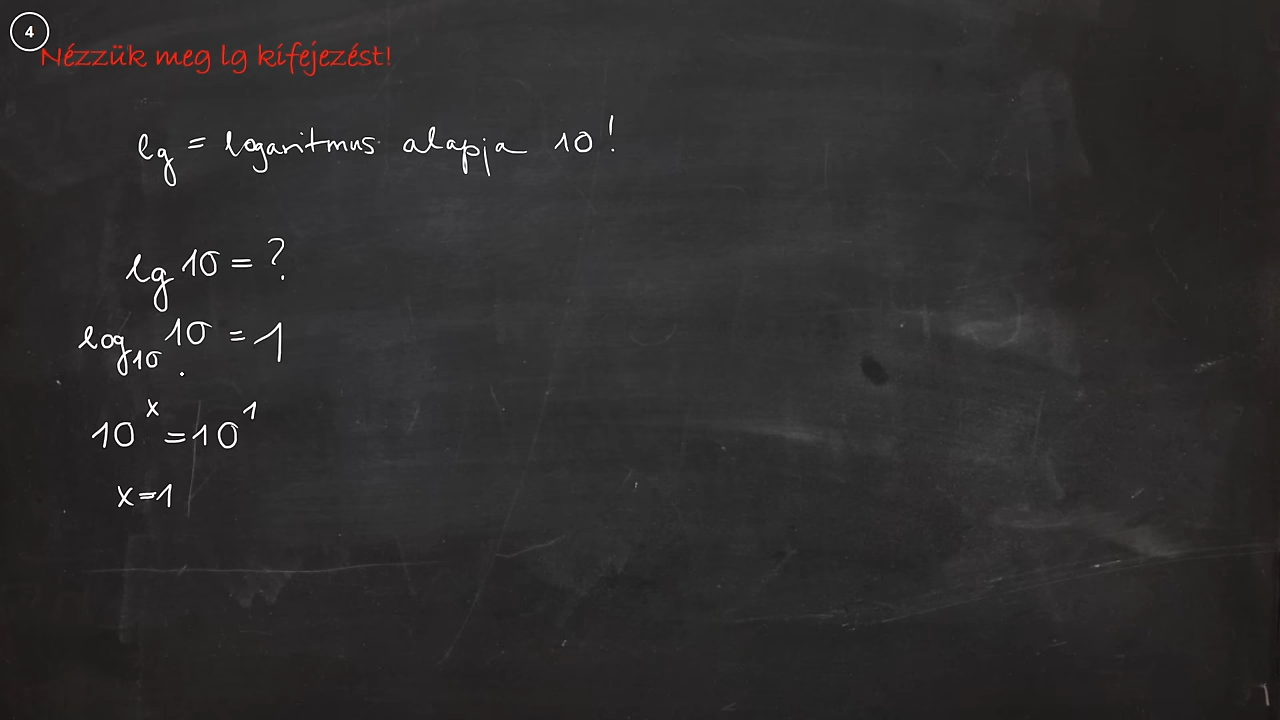 4
Nézzük meg lg kifejezést!
lg = logaritmus alapja 10!
lg 10 = ?
log₁₀ 10 = 1
10ˣ = 10¹
x=1